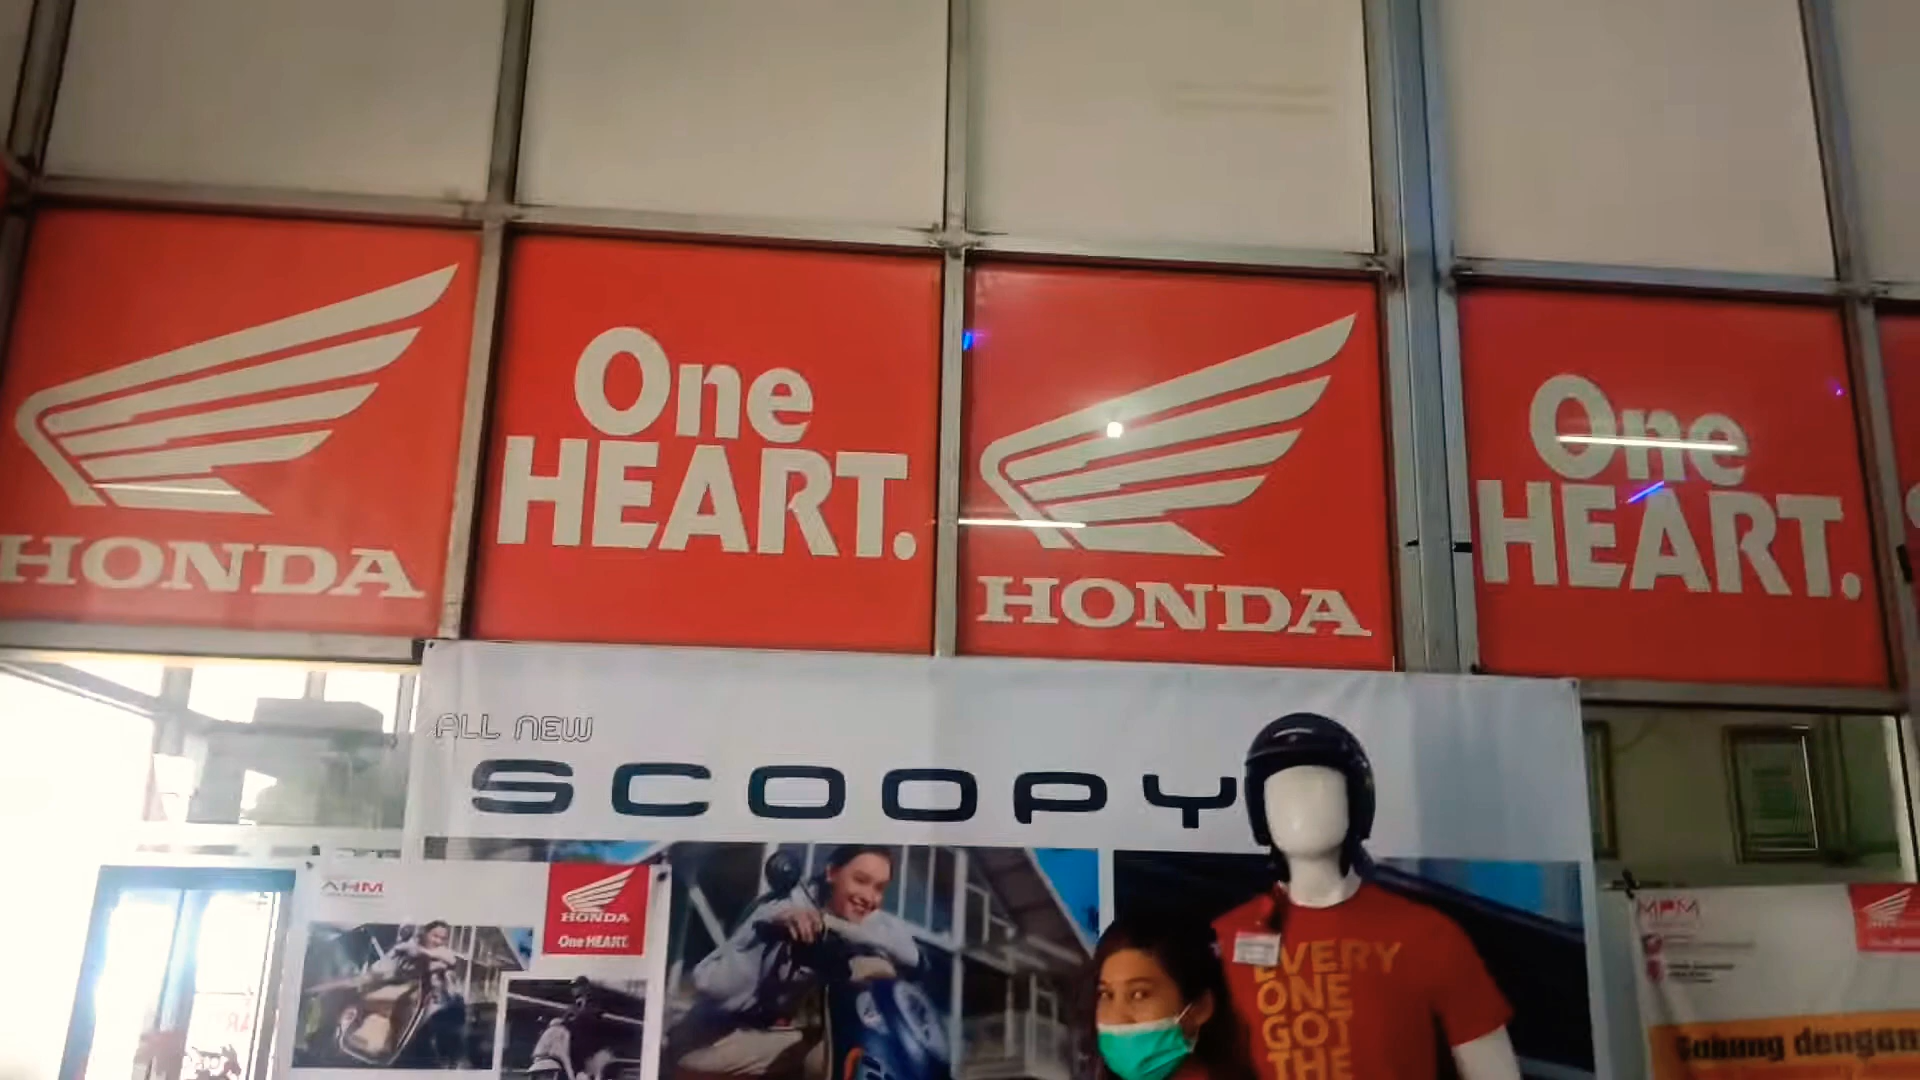 HONDA
One
HEART.
HONDA
One
HEART.
ALL NEW
SCOOPY
AHM
HONDA
One HEART.
EVERY
ONE
GOT
THE
MPM
Gabung dengan